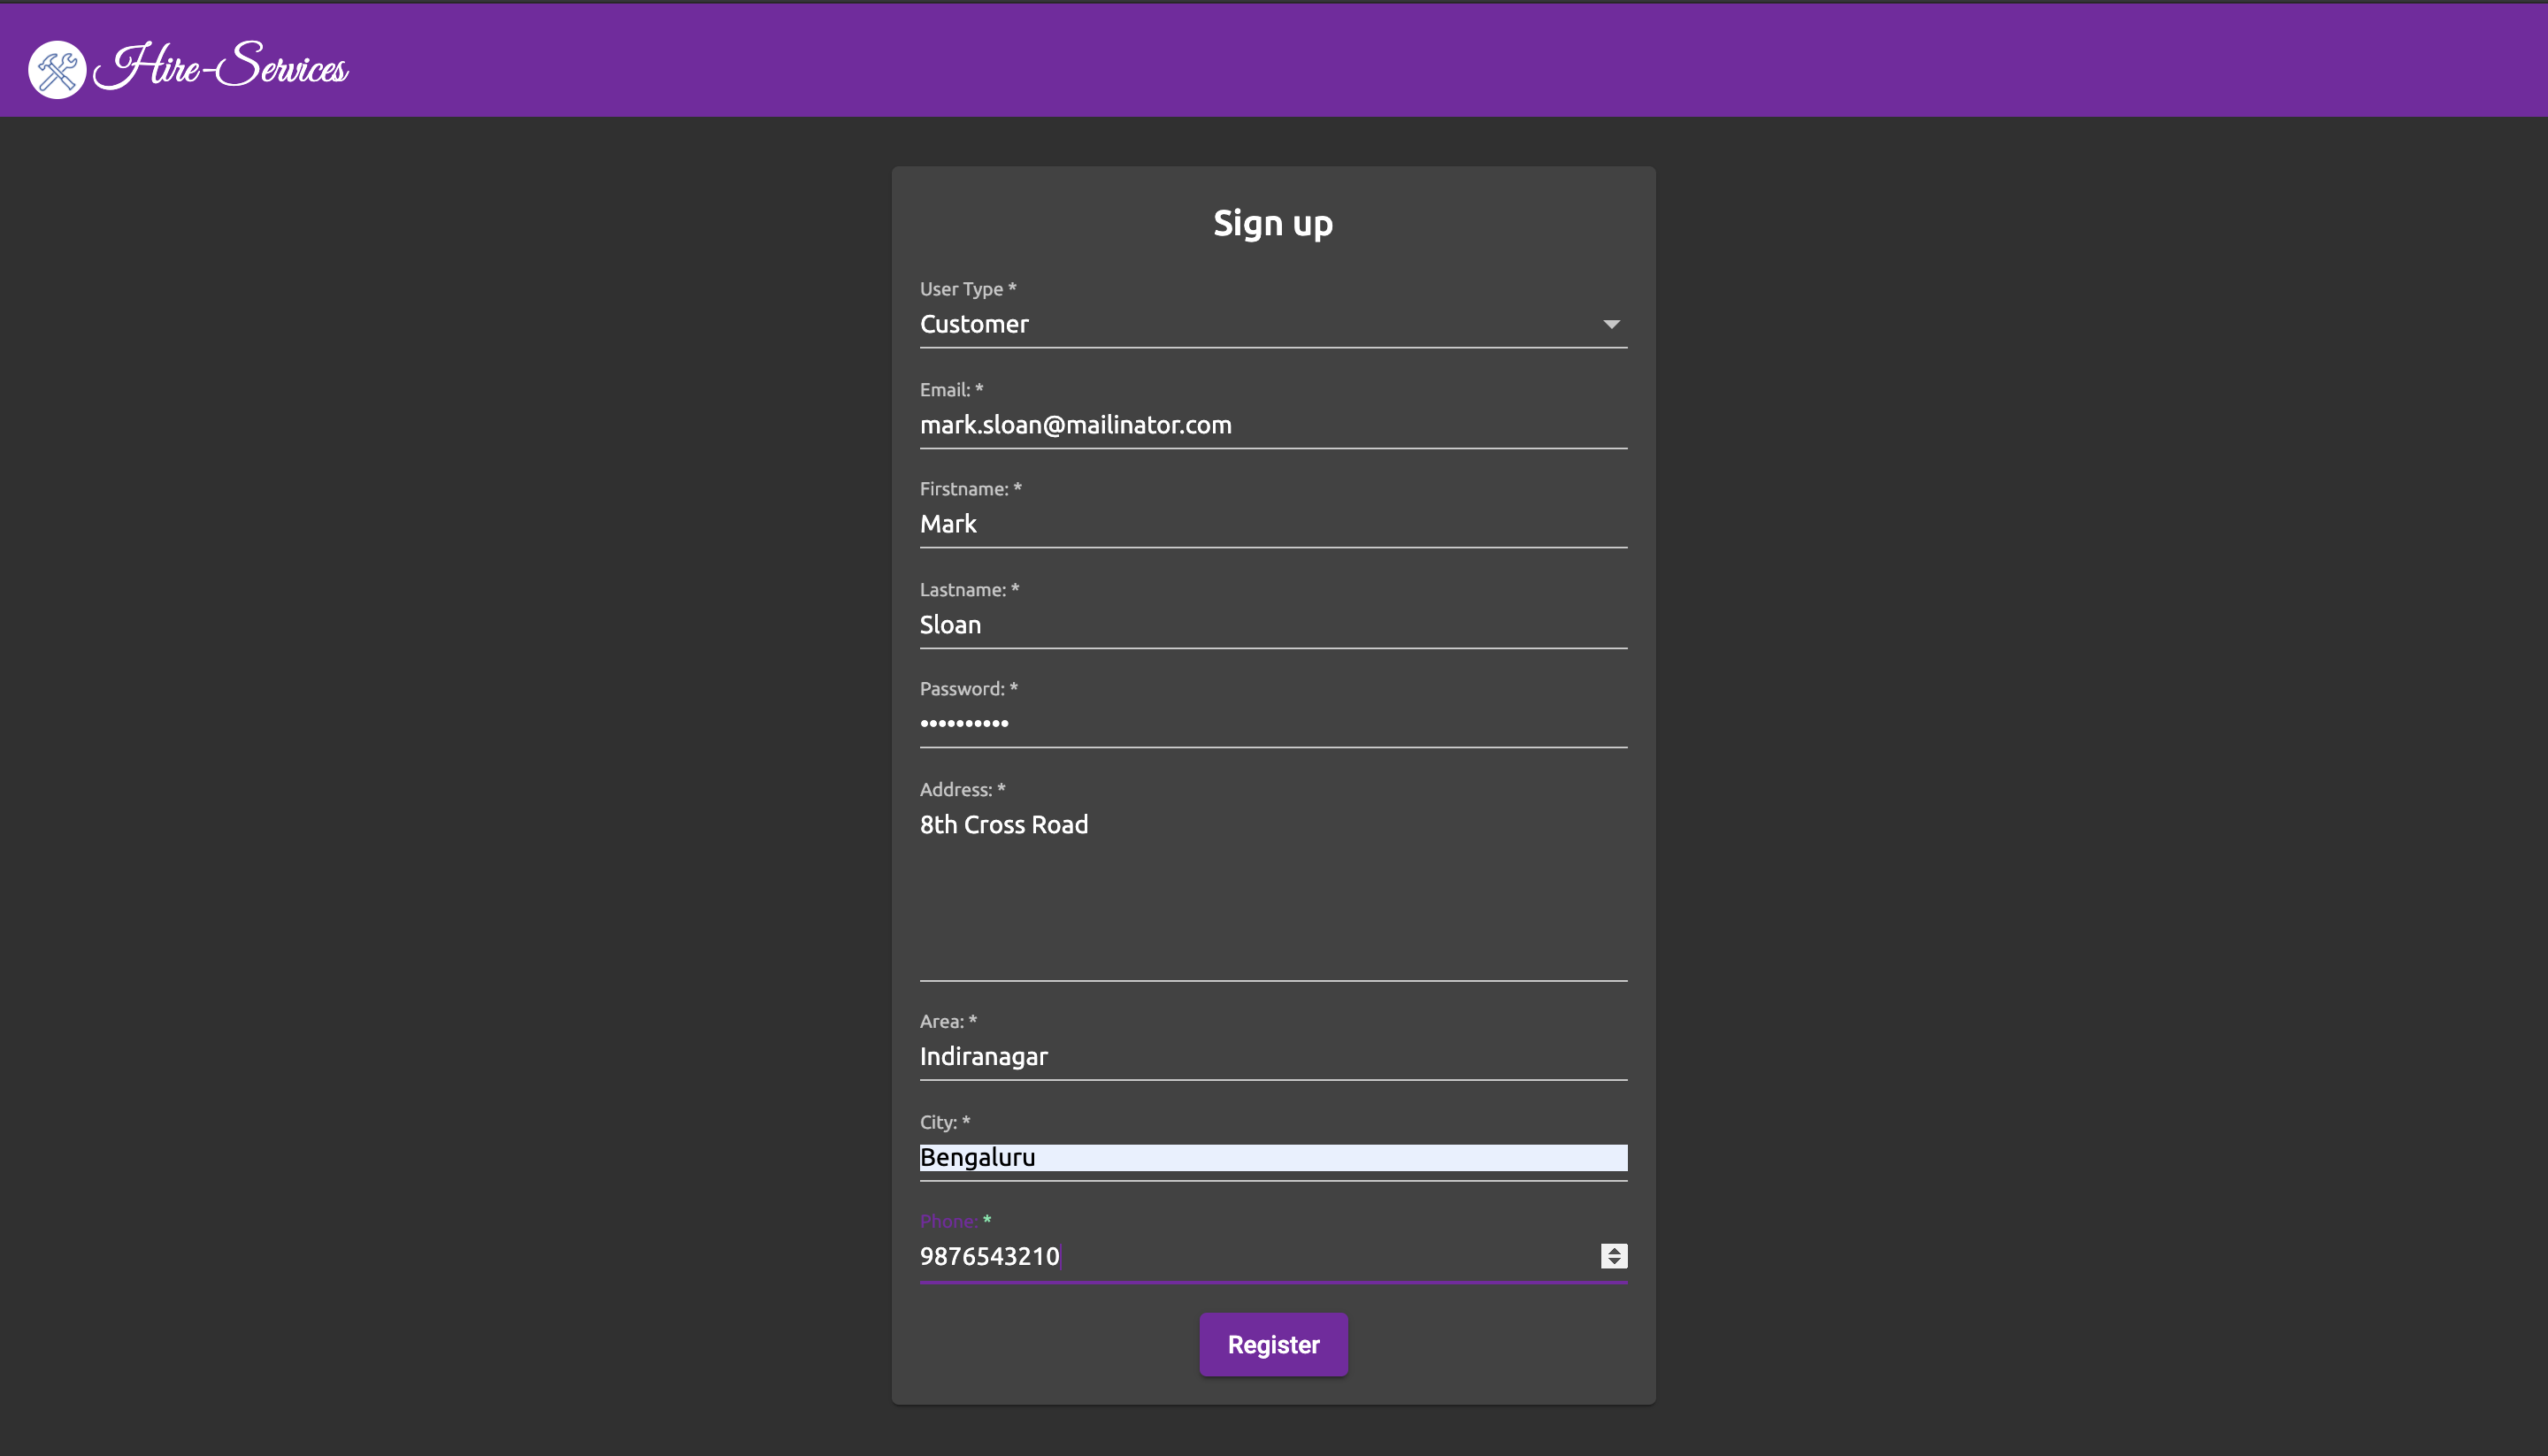 Hire-Services
Sign up
User Type *
Customer
Email: *
mark.sloan@mailinator.com
Firstname: *
Mark
Lastname: *
Sloan
Password: *
••••••••••
Address: *
8th Cross Road
Area: *
Indiranagar
City: *
Bengaluru
Phone: *
9876543210
Register